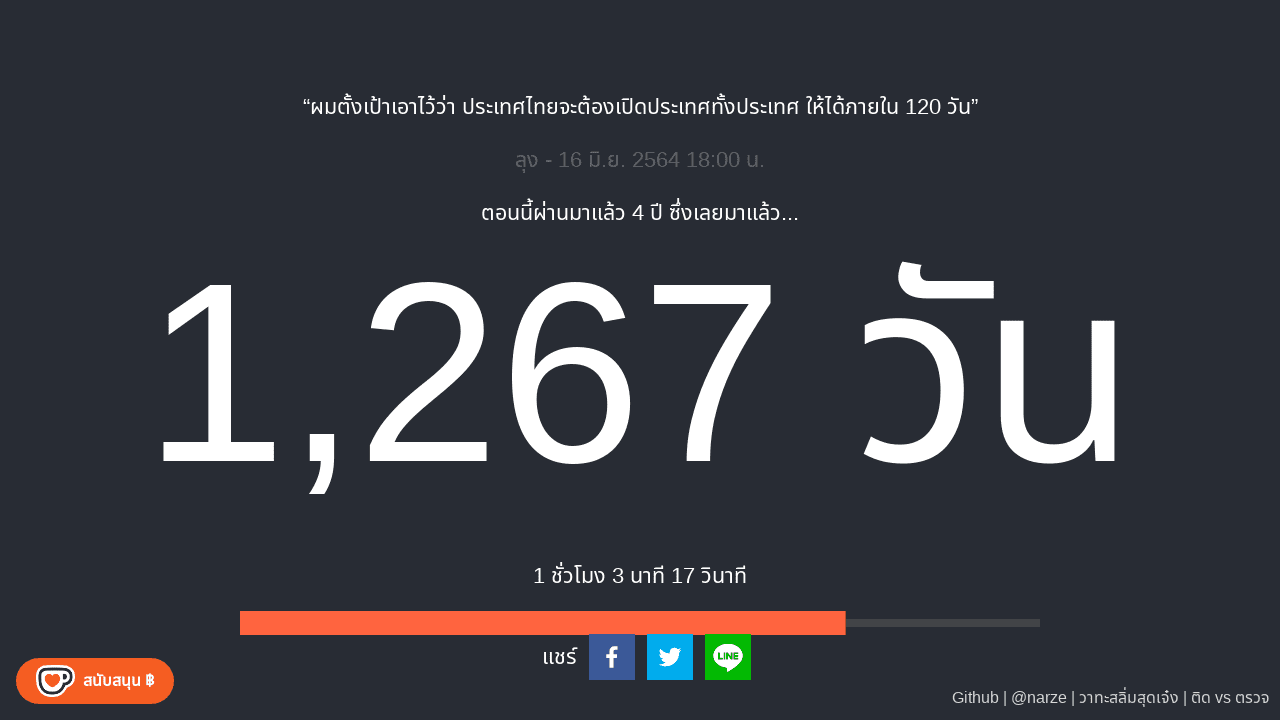 “ผมตั้งเป้าเอาไว้ว่า ประเทศไทยจะต้องเปิดประเทศทั้งประเทศ ให้ได้ภายใน 120 วัน”
ลุง - 16 มิ.ย. 2564 18:00 น.
ตอนนี้ผ่านมาแล้ว 4 ปี ซึ่งเลยมาแล้ว...
1,267 วัน
1 ชั่วโมง 3 นาที 17 วินาที
แชร์
LINE
สนับสนุน ฿
Github | @narze | วาทะสลิ่มสุดเจ๋ง | ติด vs ตรวจ